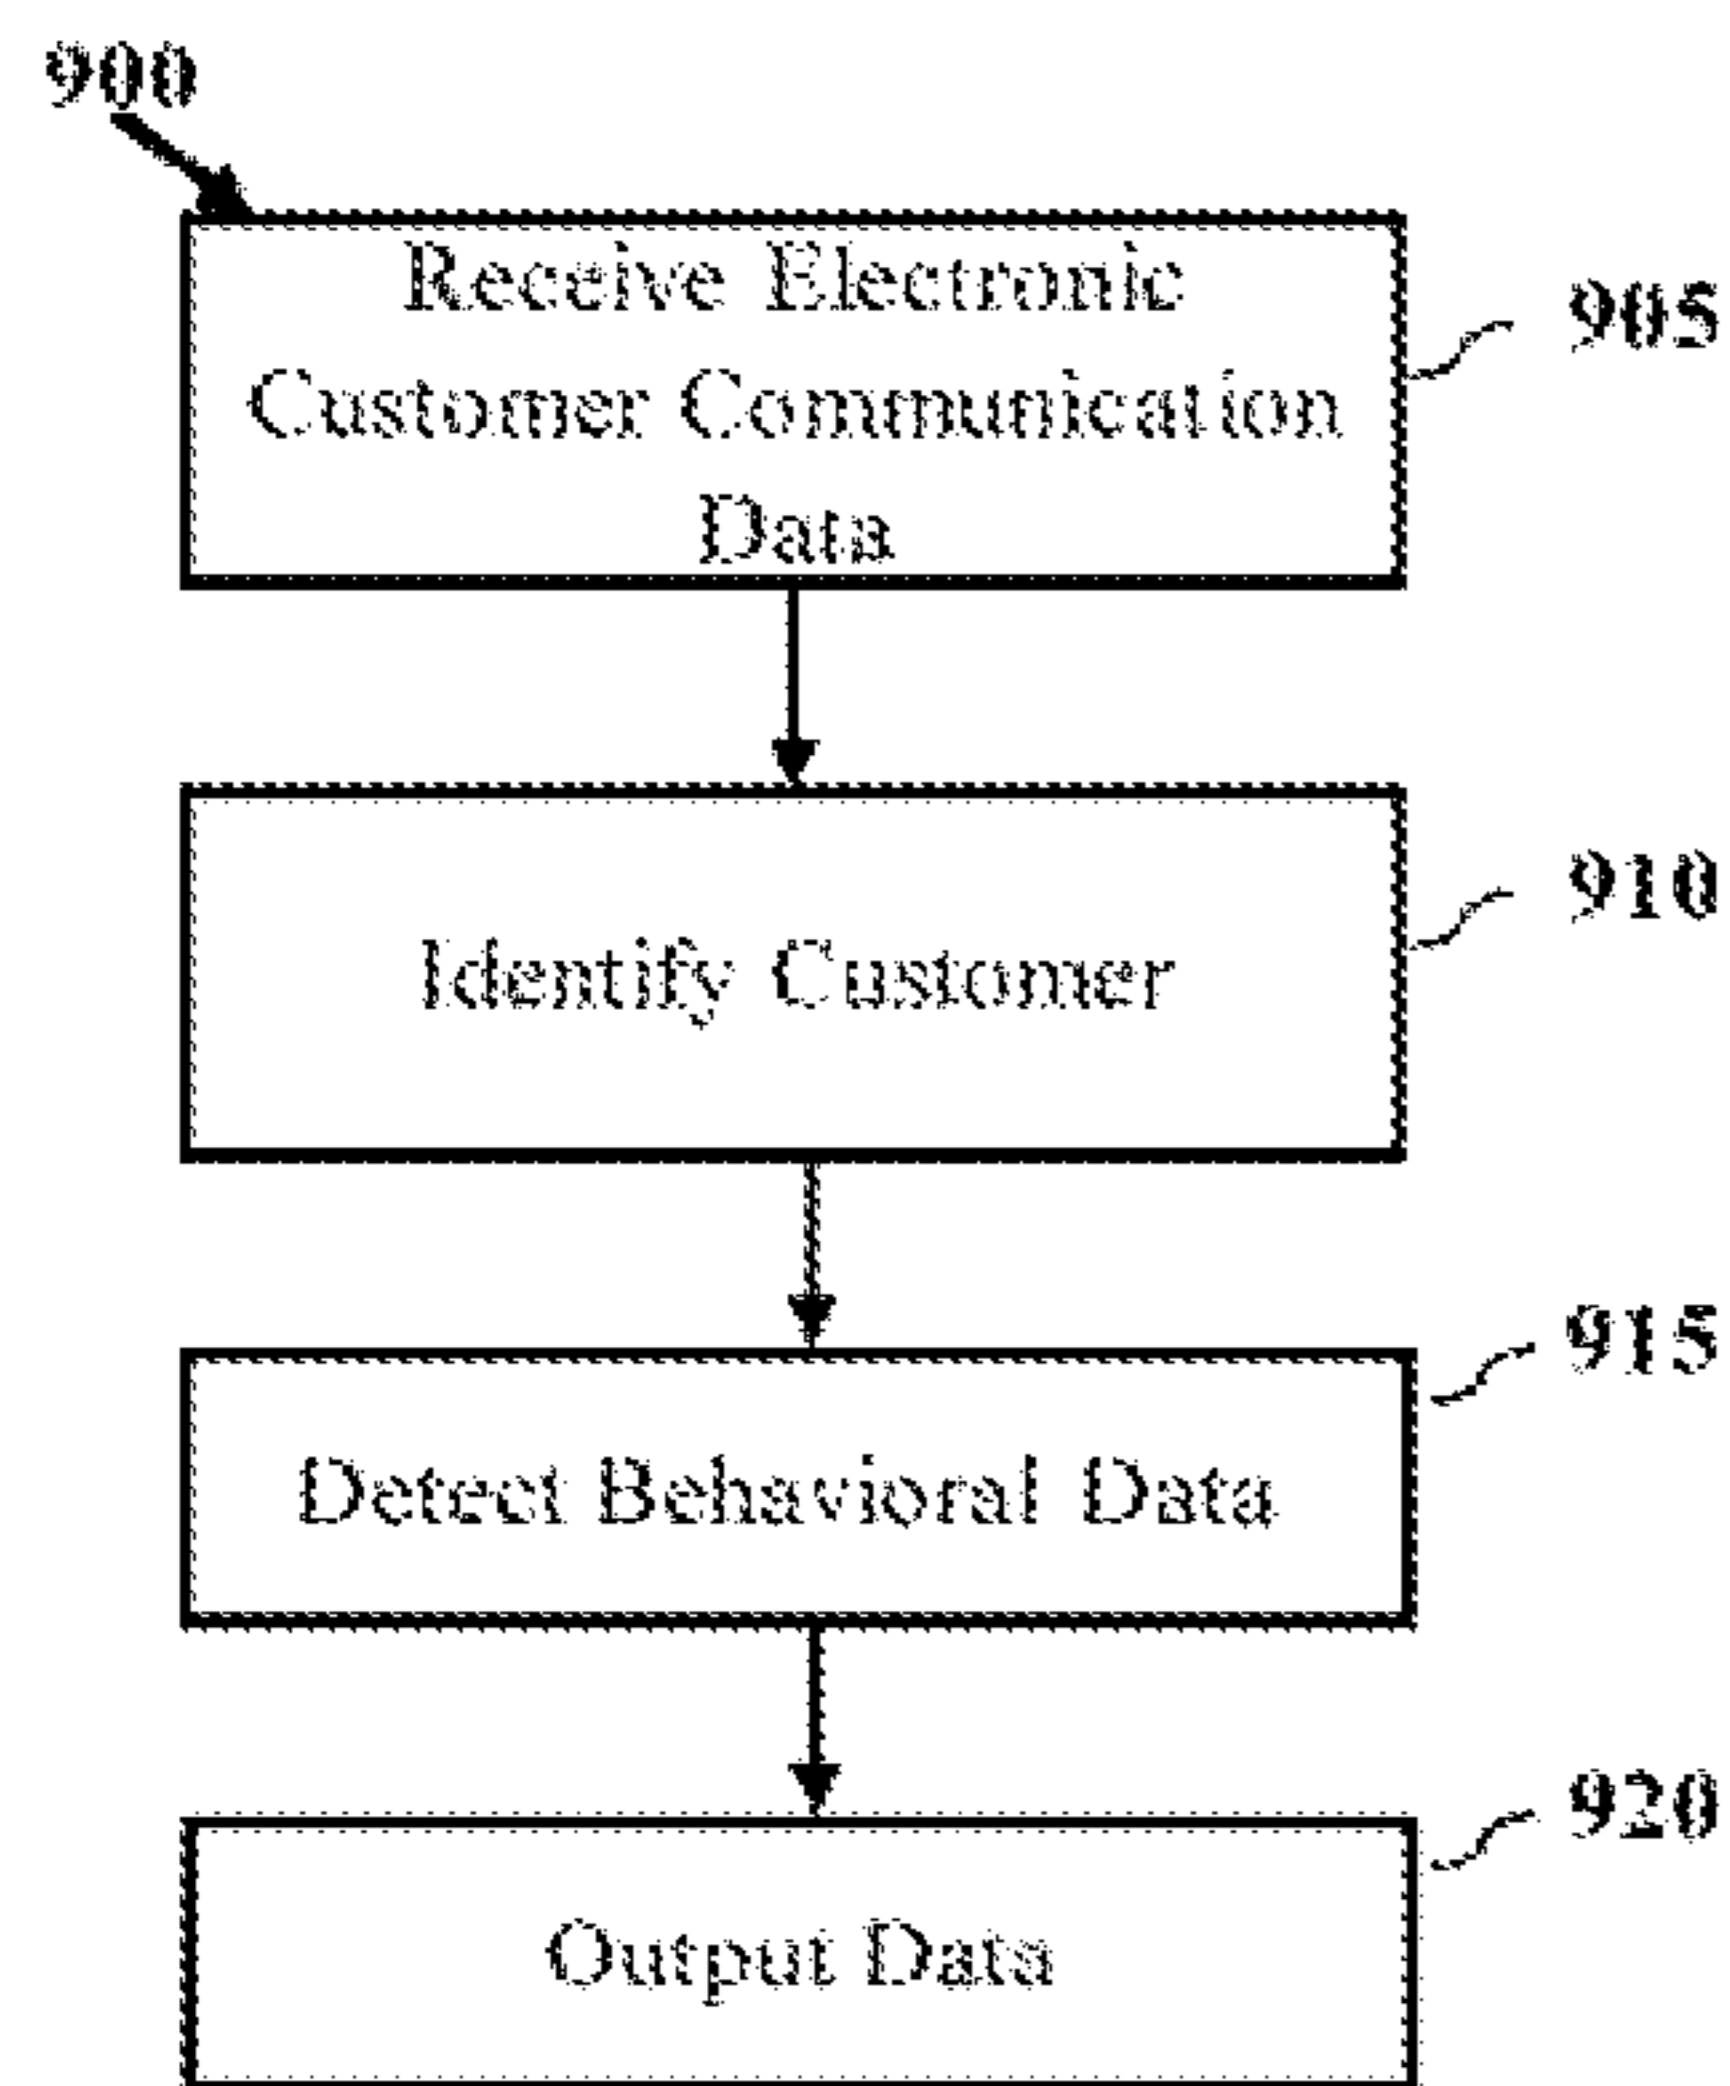 900
Receive Electronic
905
Customer Communication
Data
910
Identify Customer
915
Detect Behavioral Data
920
Output Data